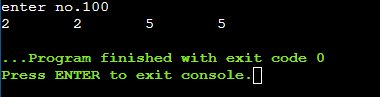 enter no.100
2 2 5 5
...Program finished with exit code 0
Press ENTER to exit console.